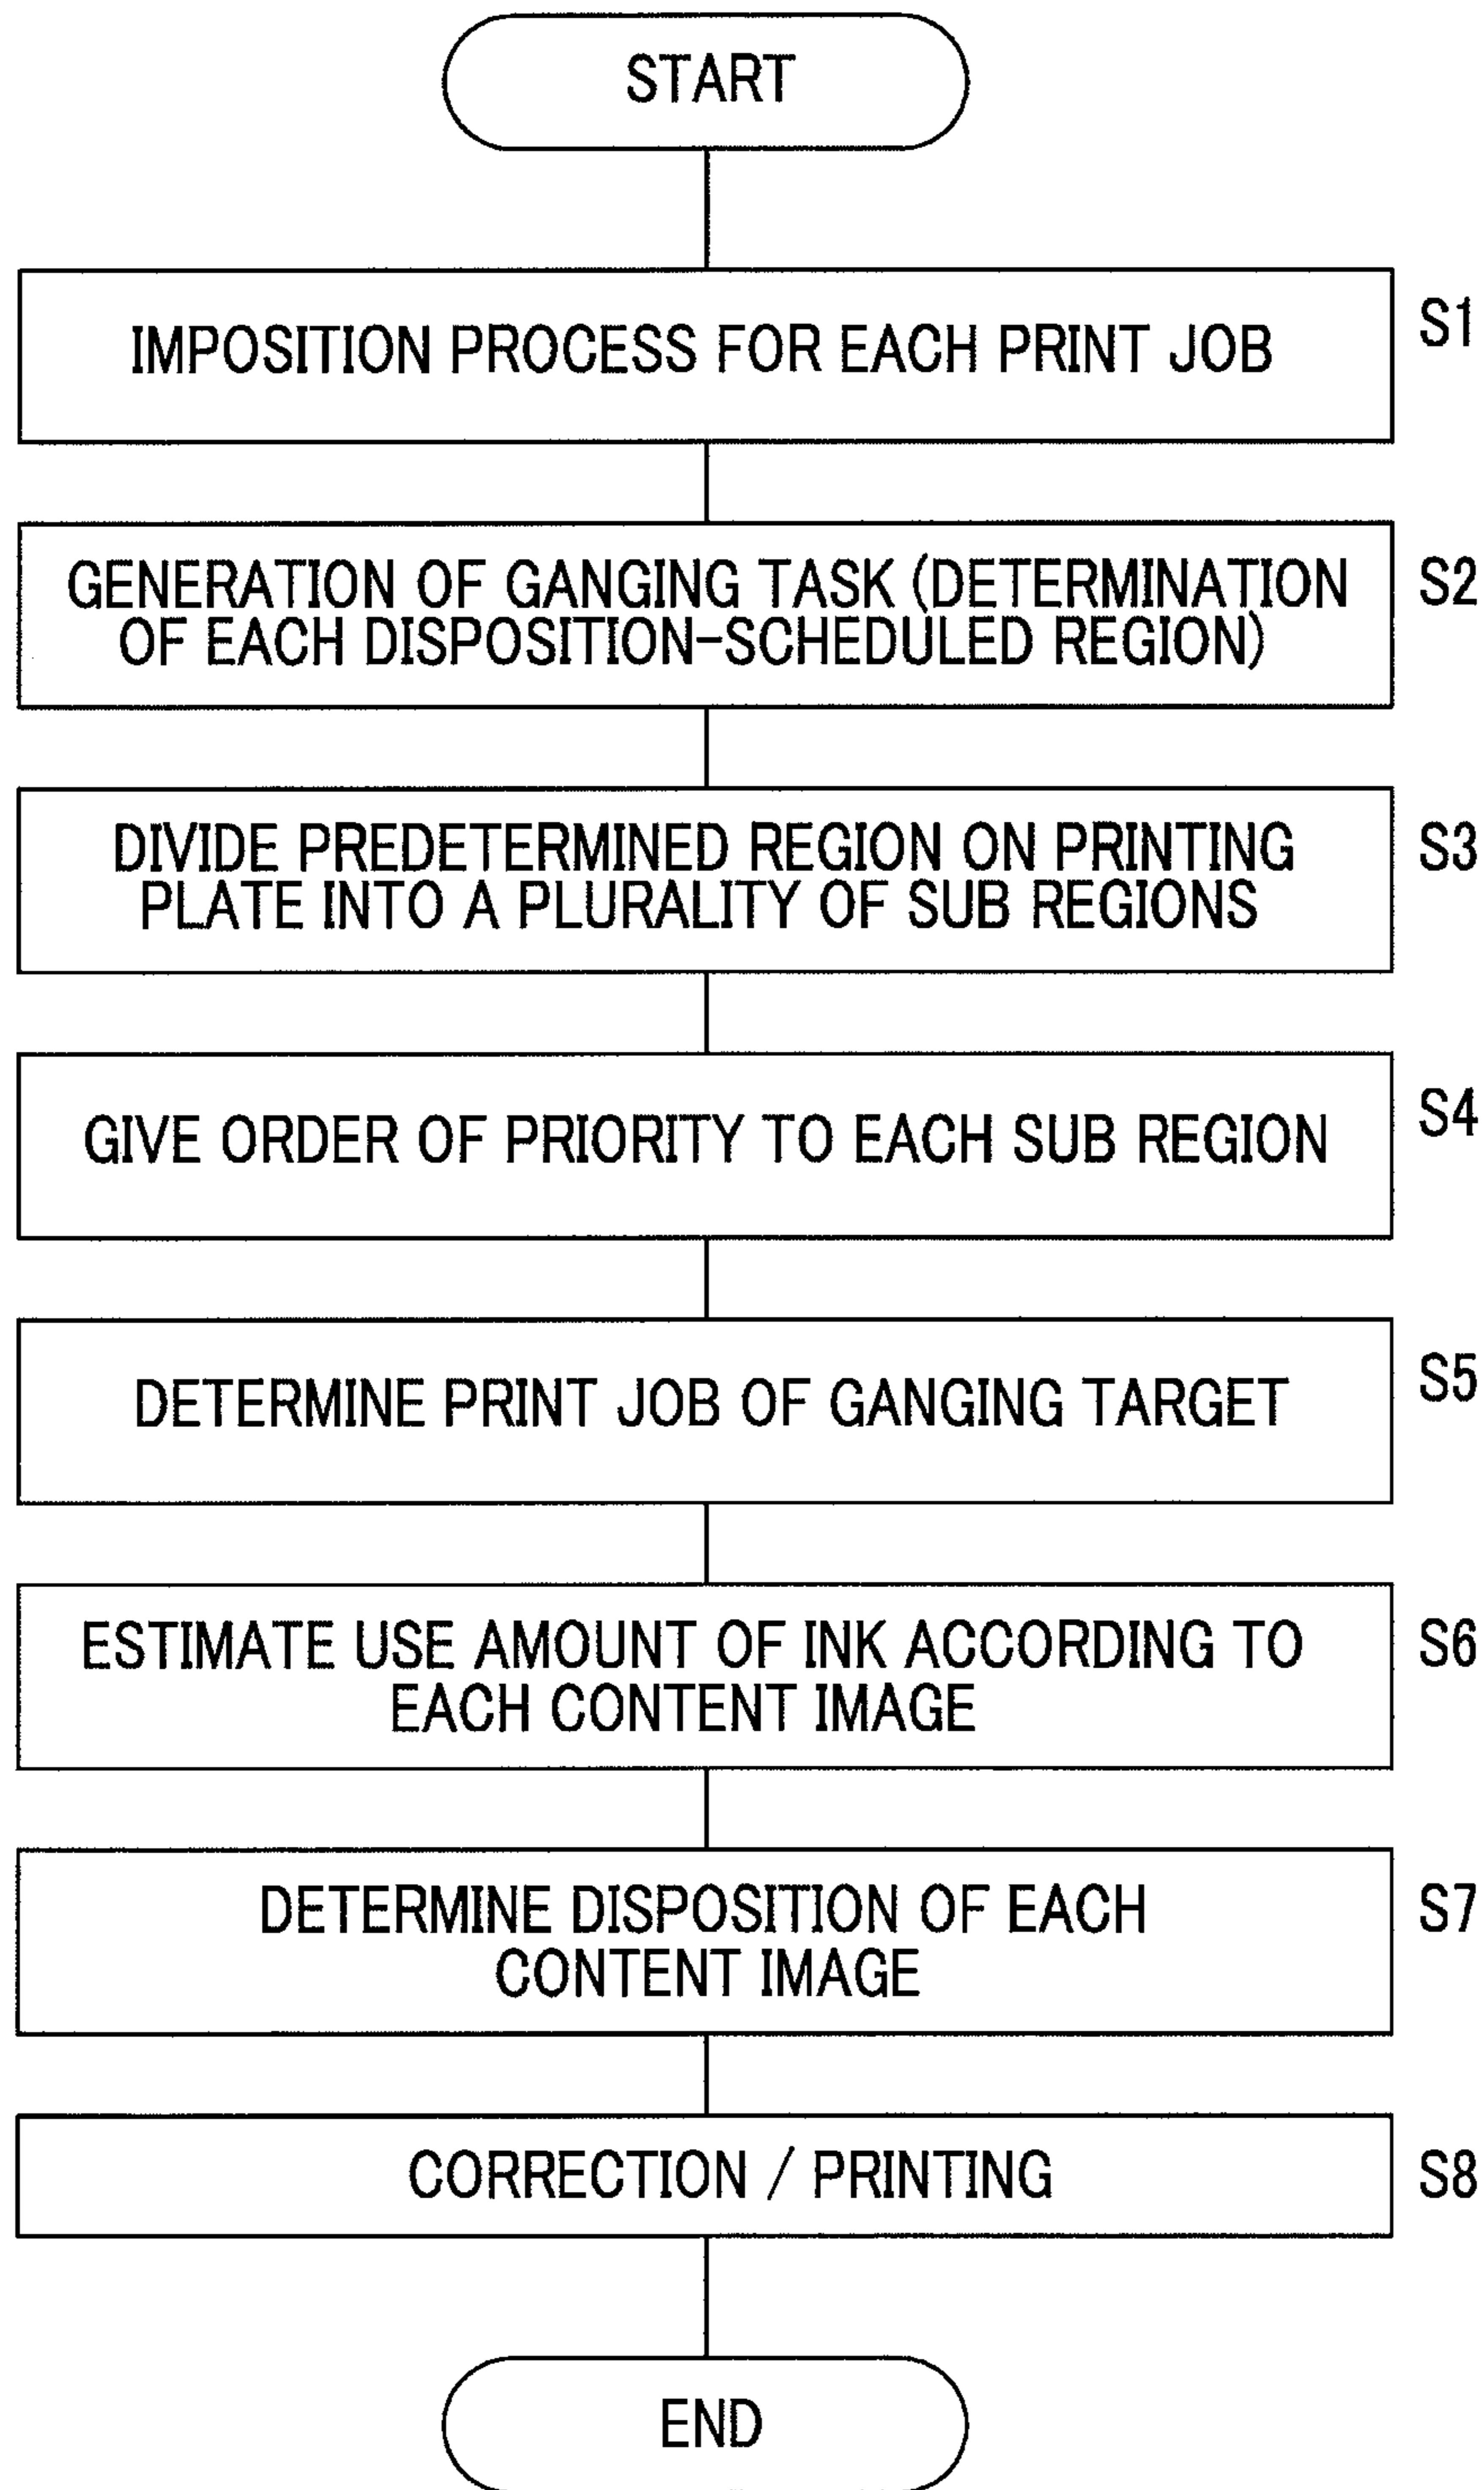 START
IMPOSITION PROCESS FOR EACH PRINT JOB
S1
GENERATION OF GANGING TASK (DETERMINATION
OF EACH DISPOSITION-SCHEDULED REGION)
S2
DIVIDE PREDETERMINED REGION ON PRINTING
PLATE INTO A PLURALITY OF SUB REGIONS
S3
GIVE ORDER OF PRIORITY TO EACH SUB REGION
S4
DETERMINE PRINT JOB OF GANGING TARGET
S5
ESTIMATE USE AMOUNT OF INK ACCORDING TO
EACH CONTENT IMAGE
S6
DETERMINE DISPOSITION OF EACH
CONTENT IMAGE
S7
CORRECTION / PRINTING
S8
END